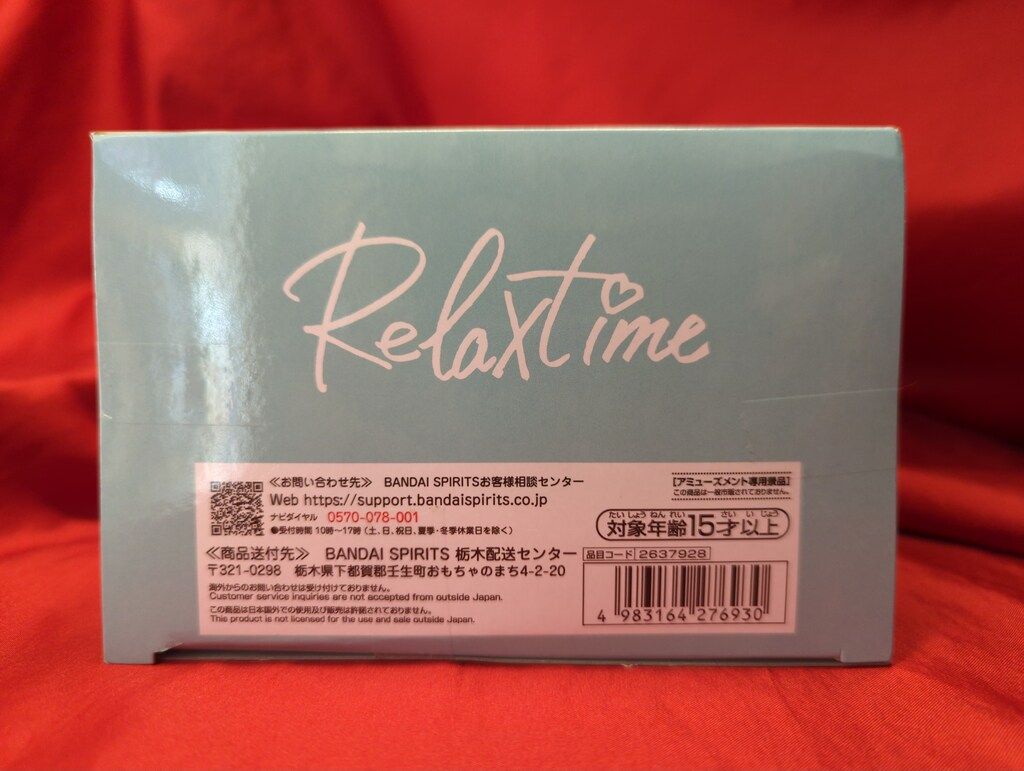 Relaxtime
≪お問い合わせ先≫ BANDAI SPIRITSお客様相談センター
Web https://support.bandaispirits.co.jp
ナビダイヤル 0570-078-001
●受付時間 10時〜17時(土、日、祝日、夏季・冬季休業日を除く)
≪商品送付先≫ BANDAI SPIRITS 栃木配送センター
〒321-0298 栃木県下都賀郡壬生町おもちゃのまち4-2-20
海外からのお問い合わせは受け付けておりません。
Customer service inquiries are not accepted from outside Japan.
この商品は日本国外での使用及び販売は許諾されておりません。
This product is not licensed for the use and sale outside Japan.
[アミューズメント専用景品]
この商品は一般市販されておりません。
たいしょうねんれい さいいじょう
対象年齢15才以上
品目コード 2637928
4 983164 276930